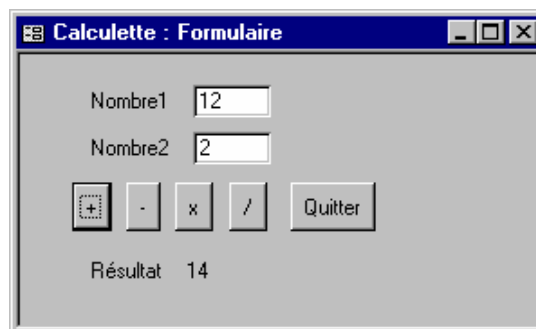 Calculette : Formulaire
Nombre1 12
Nombre2 2
+ - x / Quitter
Résultat 14